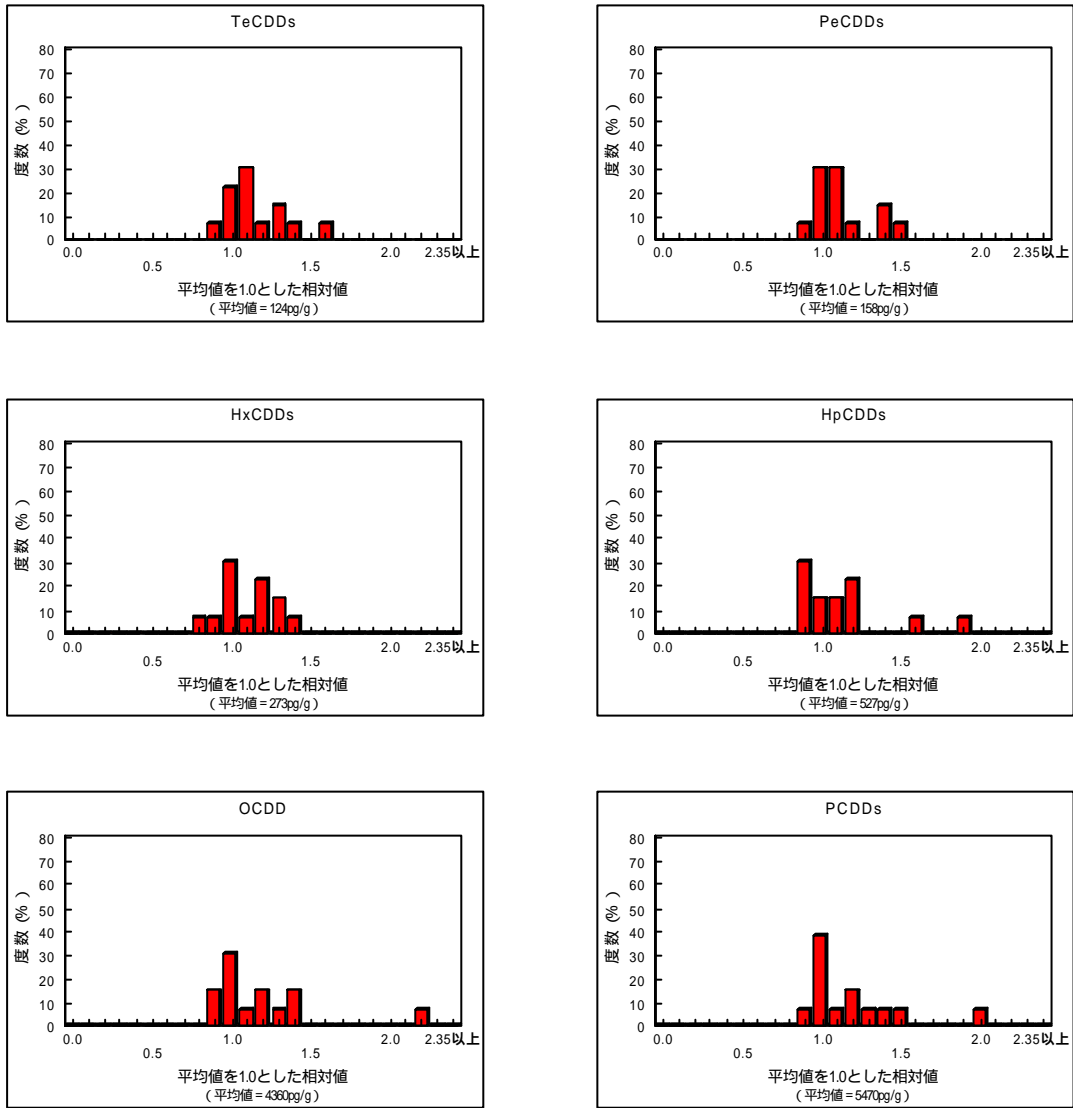 TeCDDs
80
70
60
50
40
30
20
10
0
度数 (% )
0.0 1.0 2.0 2.35以上
0.5 1.5
平均値を1.0とした相対値
( 平均値 = 124pg/g )
PeCDDs
80
70
60
50
40
30
20
10
0
度数 (% )
0.0 1.0 2.0 2.35以上
0.5 1.5
平均値を1.0とした相対値
( 平均値 = 158pg/g )
HxCDDs
80
70
60
50
40
30
20
10
0
度数 (% )
0.0 1.0 2.0 2.35以上
0.5 1.5
平均値を1.0とした相対値
( 平均値 = 273pg/g )
HpCDDs
80
70
60
50
40
30
20
10
0
度数 (% )
0.0 1.0 2.0 2.35以上
0.5 1.5
平均値を1.0とした相対値
( 平均値 = 527pg/g )
OCDD
80
70
60
50
40
30
20
10
0
度数 (% )
0.0 1.0 2.0 2.35以上
0.5 1.5
平均値を1.0とした相対値
( 平均値 = 4360pg/g )
PCDDs
80
70
60
50
40
30
20
10
0
度数 (% )
0.0 1.0 2.0 2.35以上
0.5 1.5
平均値を1.0とした相対値
( 平均値 = 5470pg/g )